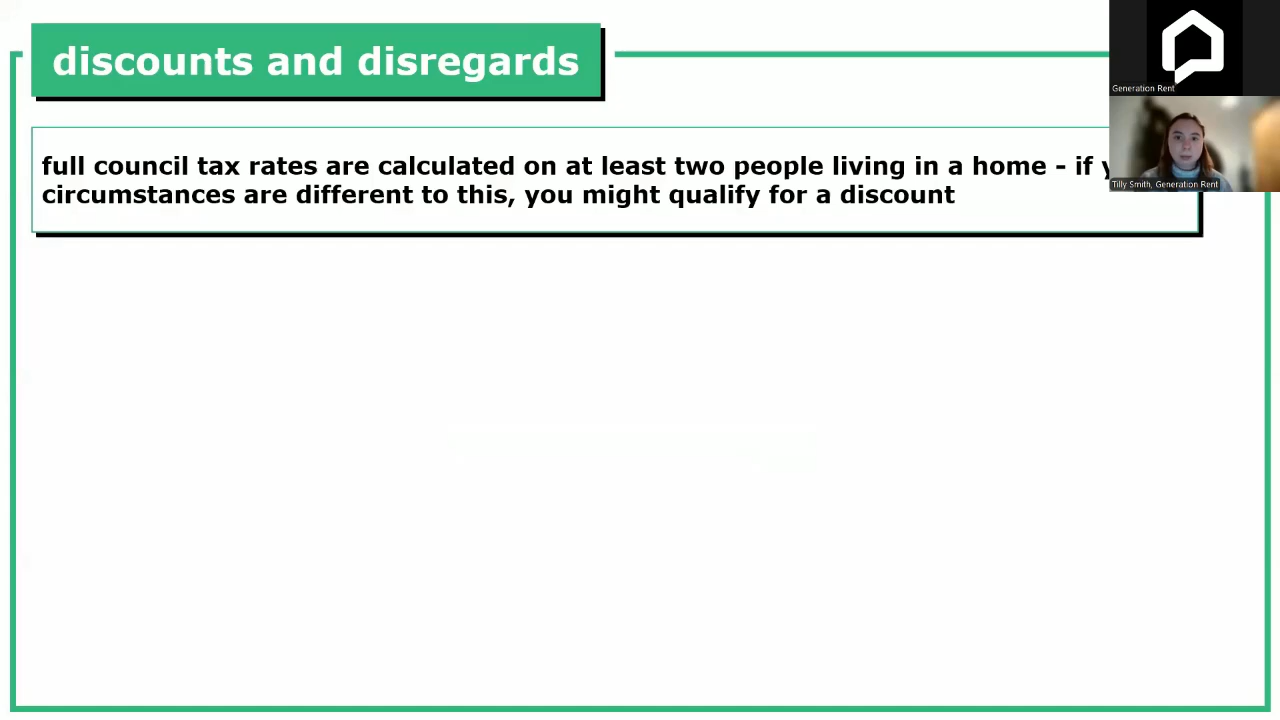 discounts and disregards
full council tax rates are calculated on at least two people living in a home - if
circumstances are different to this, you might qualify for a discount
Generation Rent
Tilly Smith, Generation Rent